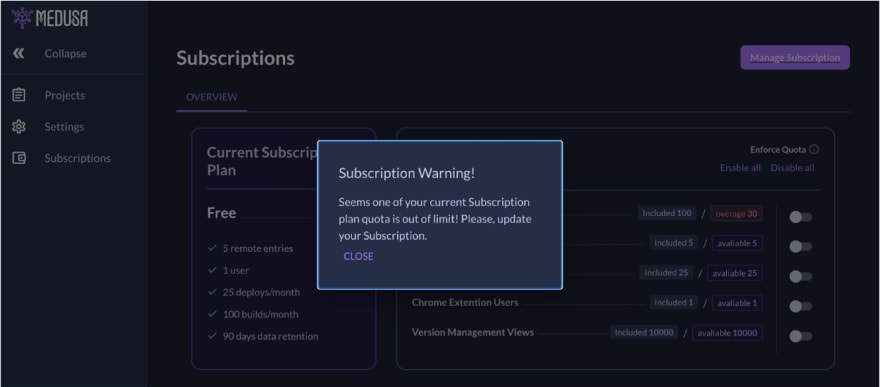 MEDUSA
Collapse
Projects
Settings
Subscriptions
Subscriptions
Manage Subscription
OVERVIEW
Current Subscrip
Plan
Free
5 remote entries
1 user
25 deploys/month
100 builds/month
90 days data retention
Subscription Warning!
Seems one of your current Subscription
plan quota is out of limit! Please, update
your Subscription.
CLOSE
Enforce Quota
Enable all Disable all
Included 100 / overage 30
Included 5 / avaliable 5
Included 25 / avaliable 25
Chrome Extention Users Included 1 / avaliable 1
Version Management Views Included 10000 / avaliable 10000